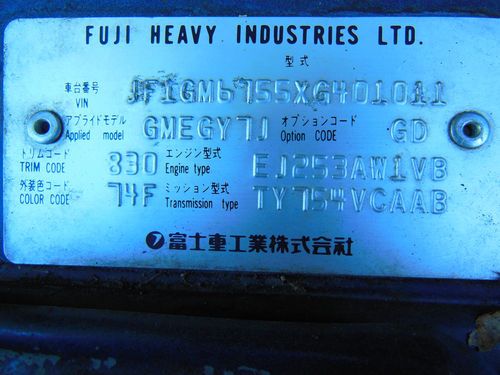 FUJI HEAVY INDUSTRIES LTD.
型式
車台番号 VIN JF1GM6755XG401011
アプライドモデル Applied model GMEGY7J オプションコード Option CODE GD
トリムコード TRIM CODE 830 エンジン型式 Engine type EJ253AW1VB
外装色コード COLOR CODE 74F ミッション型式 Transmission type TY754VCAAB
7 富士重工業株式会社